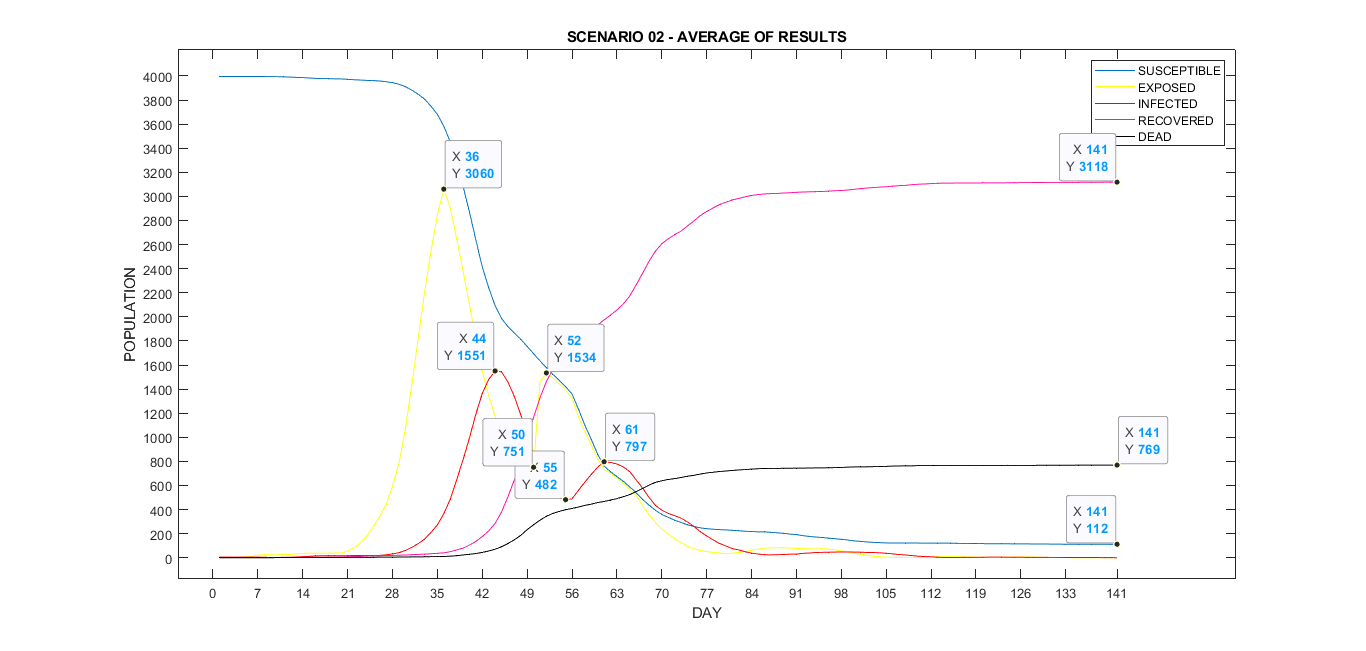 SCENARIO 02 - AVERAGE OF RESULTS
SUSCEPTIBLE
EXPOSED
INFECTED
RECOVERED
DEAD
POPULATION
4000
3800
3600
3400
3200
3000
2800
2600
2400
2200
2000
1800
1600
1400
1200
1000
800
600
400
200
0
X 36
Y 3060
X 141
Y 3118
X 44
Y 1551
X 52
Y 1534
X 50
Y 751
X 55
Y 482
X 61
Y 797
X 141
Y 769
X 141
Y 112
0 7 14 21 28 35 42 49 56 63 70 77 84 91 98 105 112 119 126 133 141
DAY